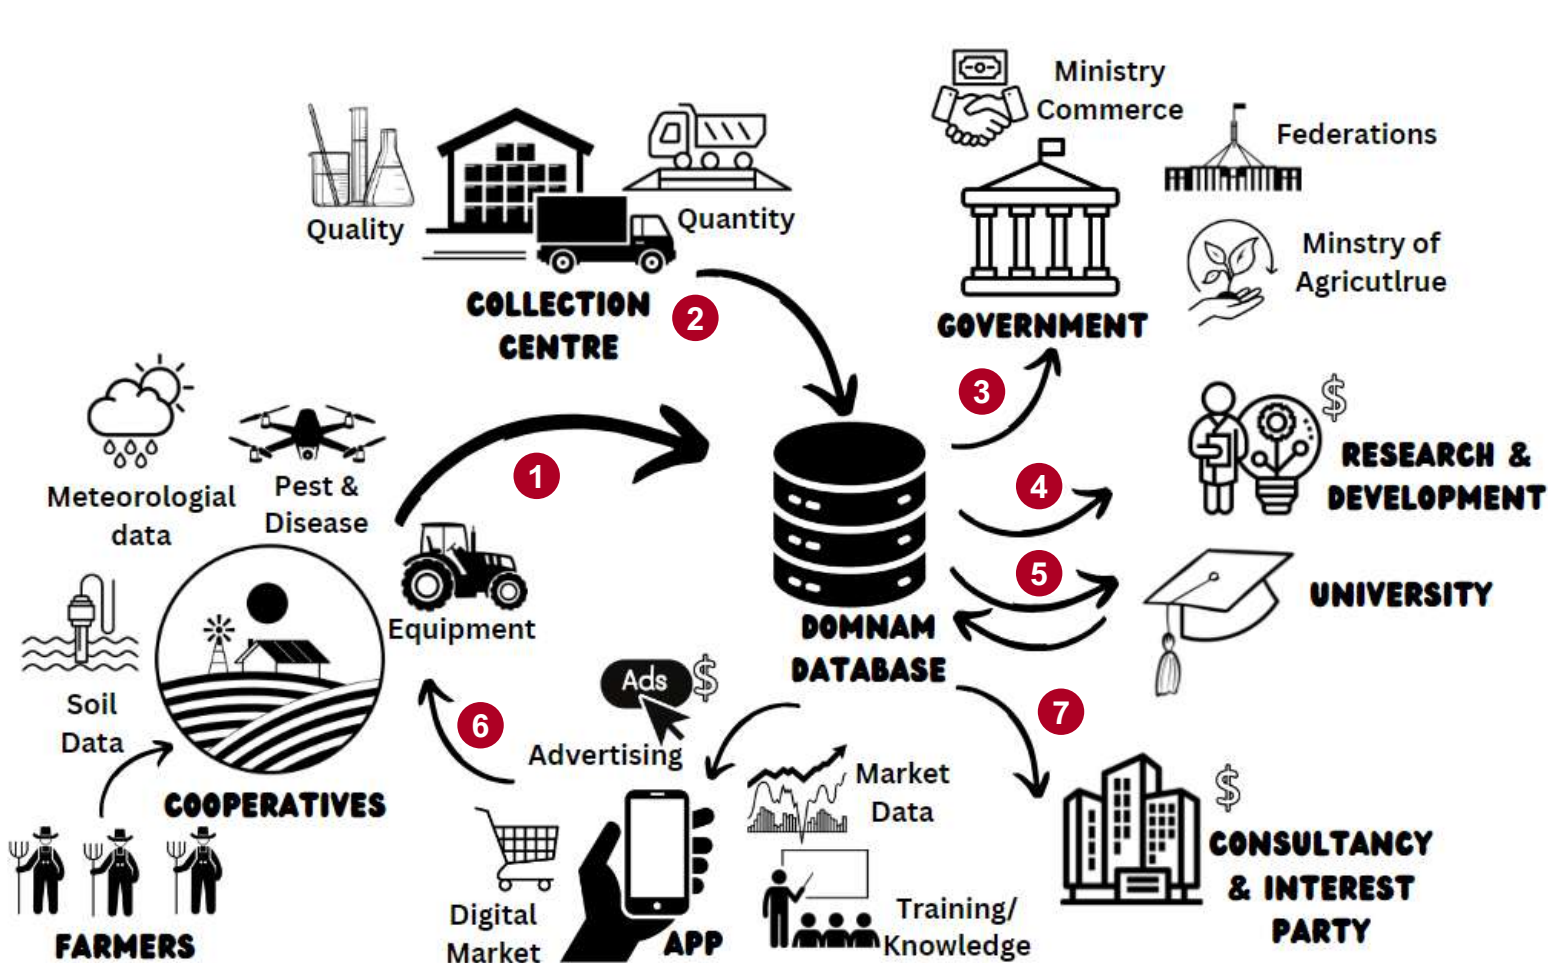 Ministry
Commerce
Federations
Minstry of
Agricutlrue
GOVERNMENT
Quality
Quantity
COLLECTION
CENTRE
2
3
Meteorologial
data
Pest &
Disease
1
4
$
RESEARCH &
DEVELOPMENT
5
UNIVERSITY
Equipment
DOMNAM
DATABASE
Soil
Data
COOPERATIVES
FARMERS
6
Ads
$
Advertising
7
Market
Data
Digital
Market
APP
Training/
Knowledge
$
CONSULTANCY
& INTEREST
PARTY